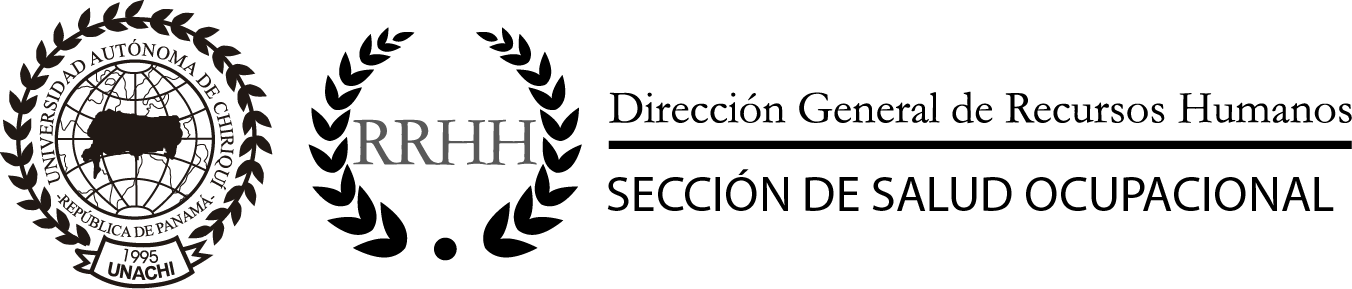 UNIVERSIDAD AUTÓNOMA DE CHIRIQUÍ
-REPÚBLICA DE PANAMÁ-
1995
UNACHI
RRHH
Dirección General de Recursos Humanos
SECCIÓN DE SALUD OCUPACIONAL